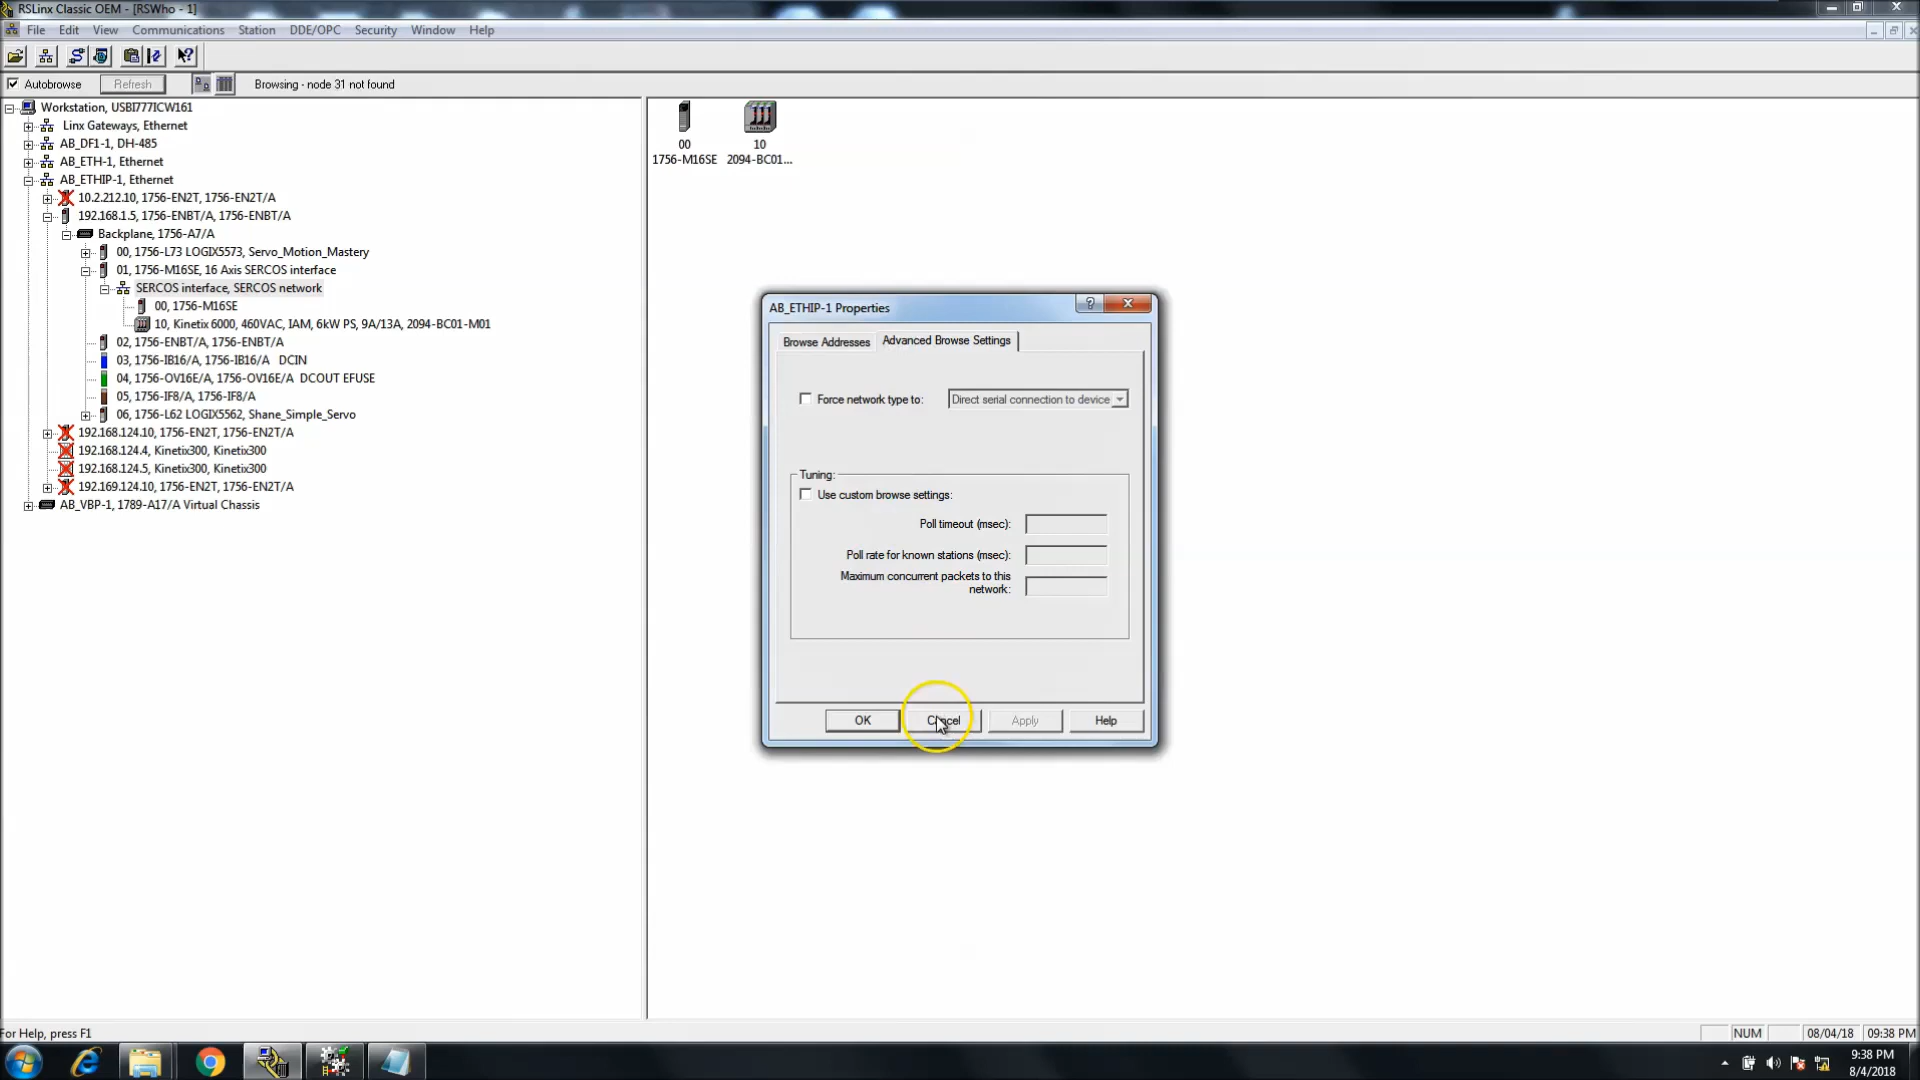 RSLinx Classic OEM - [RSWho - 1]
File Edit View Communications Station DDE/OPC Security Window Help
Autobrowse Refresh Browsing - node 31 not found
Workstation, USBI777ICW161
Linx Gateways, Ethernet
AB_DF1-1, DH-485
AB_ETH-1, Ethernet
AB_ETHIP-1, Ethernet
10.2.212.10, 1756-EN2T, 1756-EN2T/A
192.168.1.5, 1756-ENBT/A, 1756-ENBT/A
Backplane, 1756-A7/A
00, 1756-L73 LOGIX5573, Servo_Motion_Mastery
01, 1756-M16SE, 16 Axis SERCOS interface
SERCOS interface, SERCOS network
00, 1756-M16SE
10, Kinetix 6000, 460VAC, IAM, 6kW PS, 9A/13A, 2094-BC01-M01
02, 1756-ENBT/A, 1756-ENBT/A
03, 1756-IB16/A, 1756-IB16/A DCIN
04, 1756-OV16E/A, 1756-OV16E/A DCOUT EFUSE
05, 1756-IF8/A, 1756-IF8/A
06, 1756-L62 LOGIX5562, Shane_Simple_Servo
192.168.124.10, 1756-EN2T, 1756-EN2T/A
192.168.124.4, Kinetix300, Kinetix300
192.168.124.5, Kinetix300, Kinetix300
192.169.124.10, 1756-EN2T, 1756-EN2T/A
AB_VBP-1, 1789-A17/A Virtual Chassis
00 10
1756-M16SE 2094-BC01...
AB_ETHIP-1 Properties
Browse Addresses Advanced Browse Settings
Force network type to: Direct serial connection to device
Tuning:
Use custom browse settings:
Poll timeout (msec):
Poll rate for known stations (msec):
Maximum concurrent packets to this
network:
OK Cancel Apply Help
For Help, press F1
NUM 08/04/18 09:38 PM
9:38 PM
8/4/2018